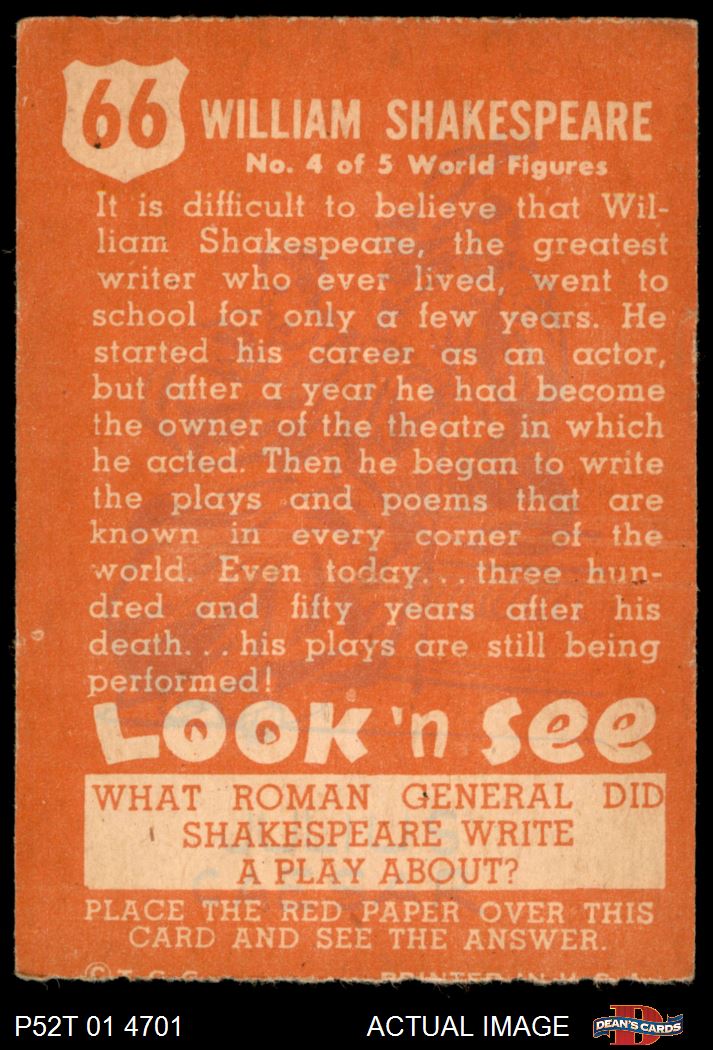 66
WILLIAM SHAKESPEARE
No. 4 of 5 World Figures
It is difficult to believe that Wil-
liam Shakespeare, the greatest
writer who ever lived, went to
school for only a few years. He
started his career as an actor,
but after a year he had become
the owner of the theatre in which
he acted. Then he began to write
the plays and poems that are
known in every corner of the
world. Even today...three hun-
dred and fifty years after his
death...his plays are still being
performed!
LOOK 'n SEE
WHAT ROMAN GENERAL DID
SHAKESPEARE WRITE
A PLAY ABOUT?
PLACE THE RED PAPER OVER THIS
CARD AND SEE THE ANSWER.
© T.C.G. PRINTED IN U.S.A.
P52T 01 4701 ACTUAL IMAGE DEAN'S CARDS